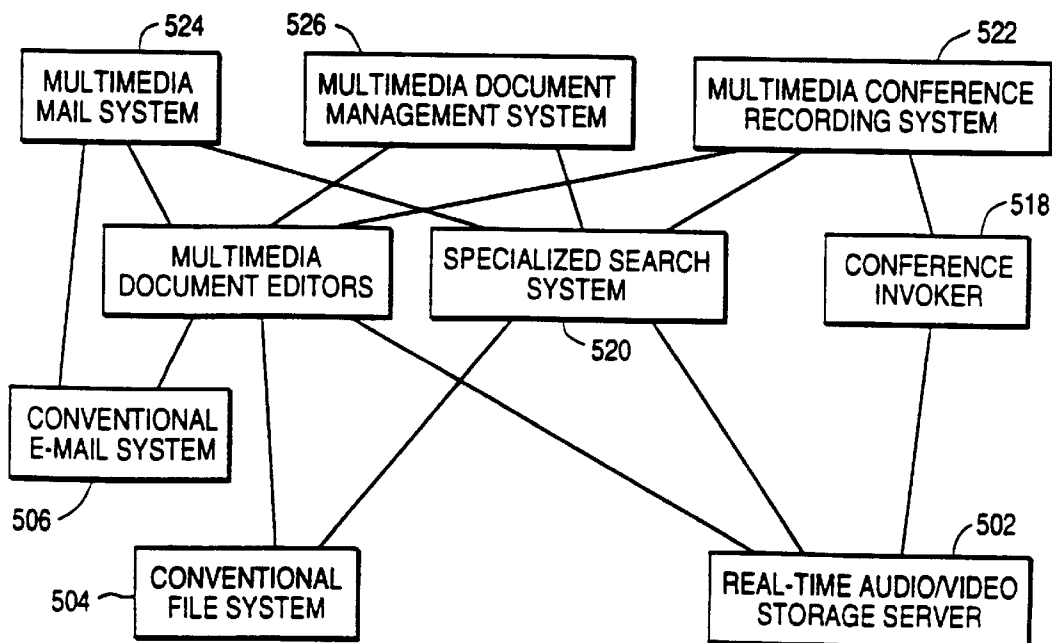 524
526
522
MULTIMEDIA
MAIL SYSTEM
MULTIMEDIA DOCUMENT
MANAGEMENT SYSTEM
MULTIMEDIA CONFERENCE
RECORDING SYSTEM
518
MULTIMEDIA
DOCUMENT EDITORS
SPECIALIZED SEARCH
SYSTEM
CONFERENCE
INVOKER
520
CONVENTIONAL
E-MAIL SYSTEM
506
502
504
CONVENTIONAL
FILE SYSTEM
REAL-TIME AUDIO/VIDEO
STORAGE SERVER